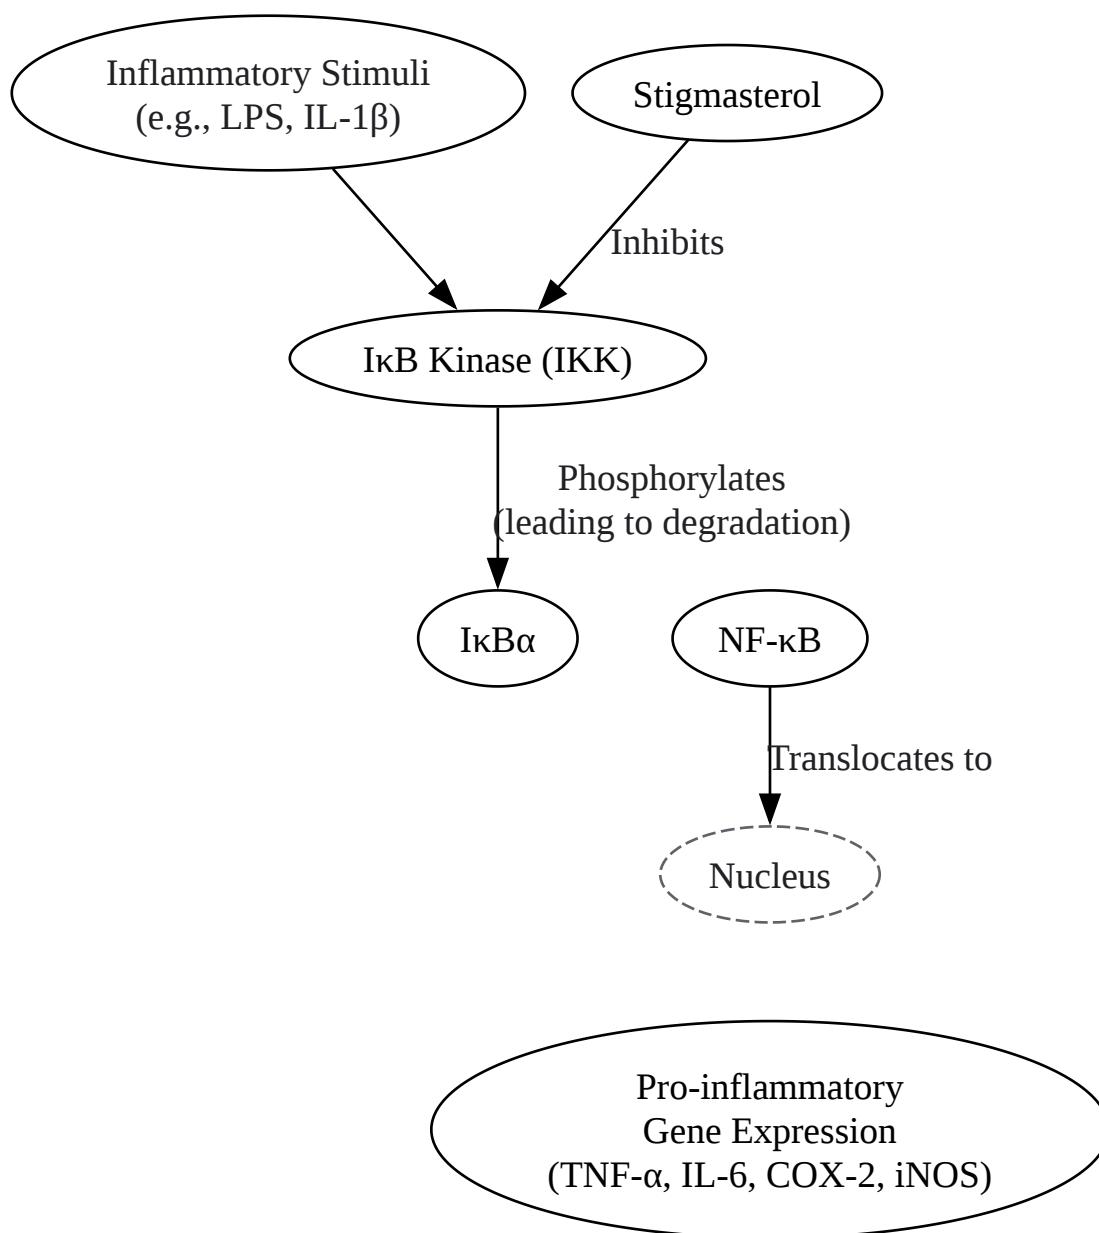 Inflammatory Stimuli
(e.g., LPS, IL-1β)
Stigmasterol
Inhibits
IκB Kinase (IKK)
Phosphorylates
(leading to degradation)
IκBα
NF-κB
Translocates to
Nucleus
Pro-inflammatory
Gene Expression
(TNF-α, IL-6, COX-2, iNOS)